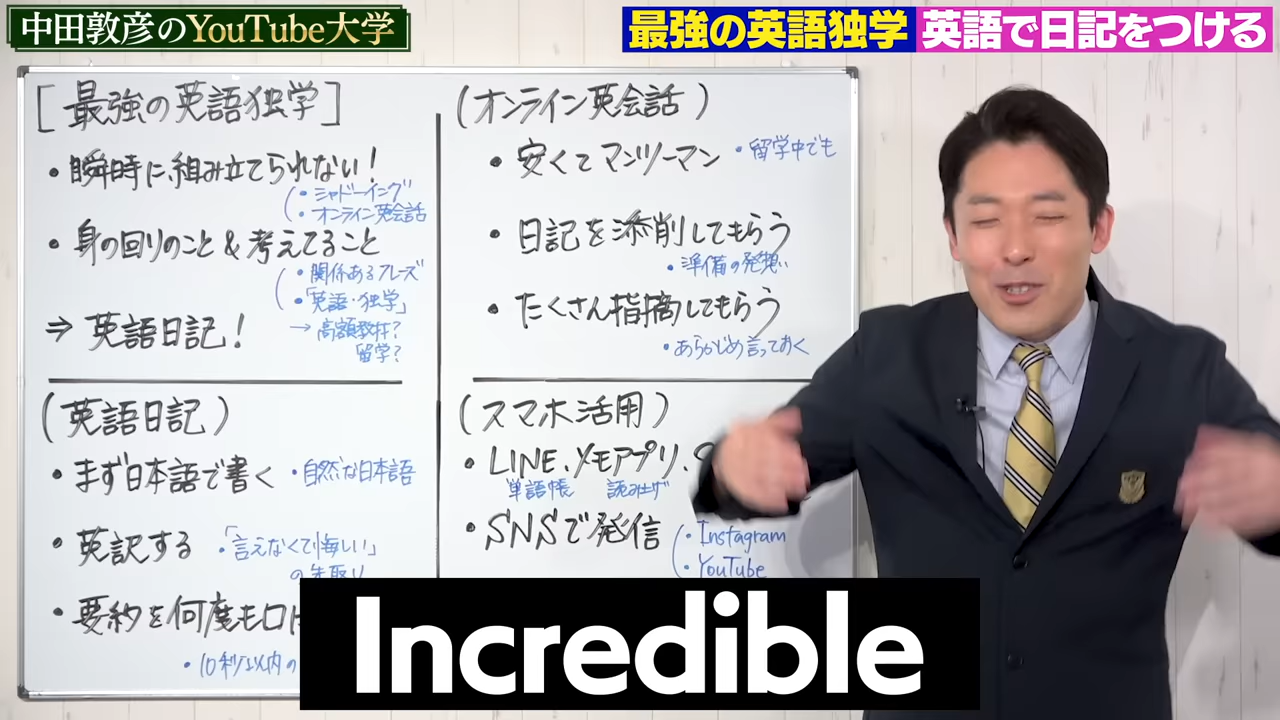 中田敦彦のYouTube大学
最強の英語独学 英語で日記をつける
[最強の英語独学]
・瞬時に組み立てられない!
・シャドーイング
・オンライン英会話
・身の回りのこと & 考えてること
・関係あるフレーズ
・「英語・独学」
→ 高額教材?
留学?
⇒ 英語日記!
(英語日記)
・まず日本語で書く ・自然な日本語
・英訳する ・「言えなくて悔しい」
の先取り
・要約を何度も口
・10秒以内の
(オンライン英会話)
・安くてマンツーマン ・留学中でも
・日記を添削してもらう
・準備の発想
・たくさん指摘してもらう
・あらかじめ言っておく
(スマホ活用)
・LINE、メモアプリ、
単語帳 読み上げ
・SNSで発信 ・Instagram
・YouTube
Incredible